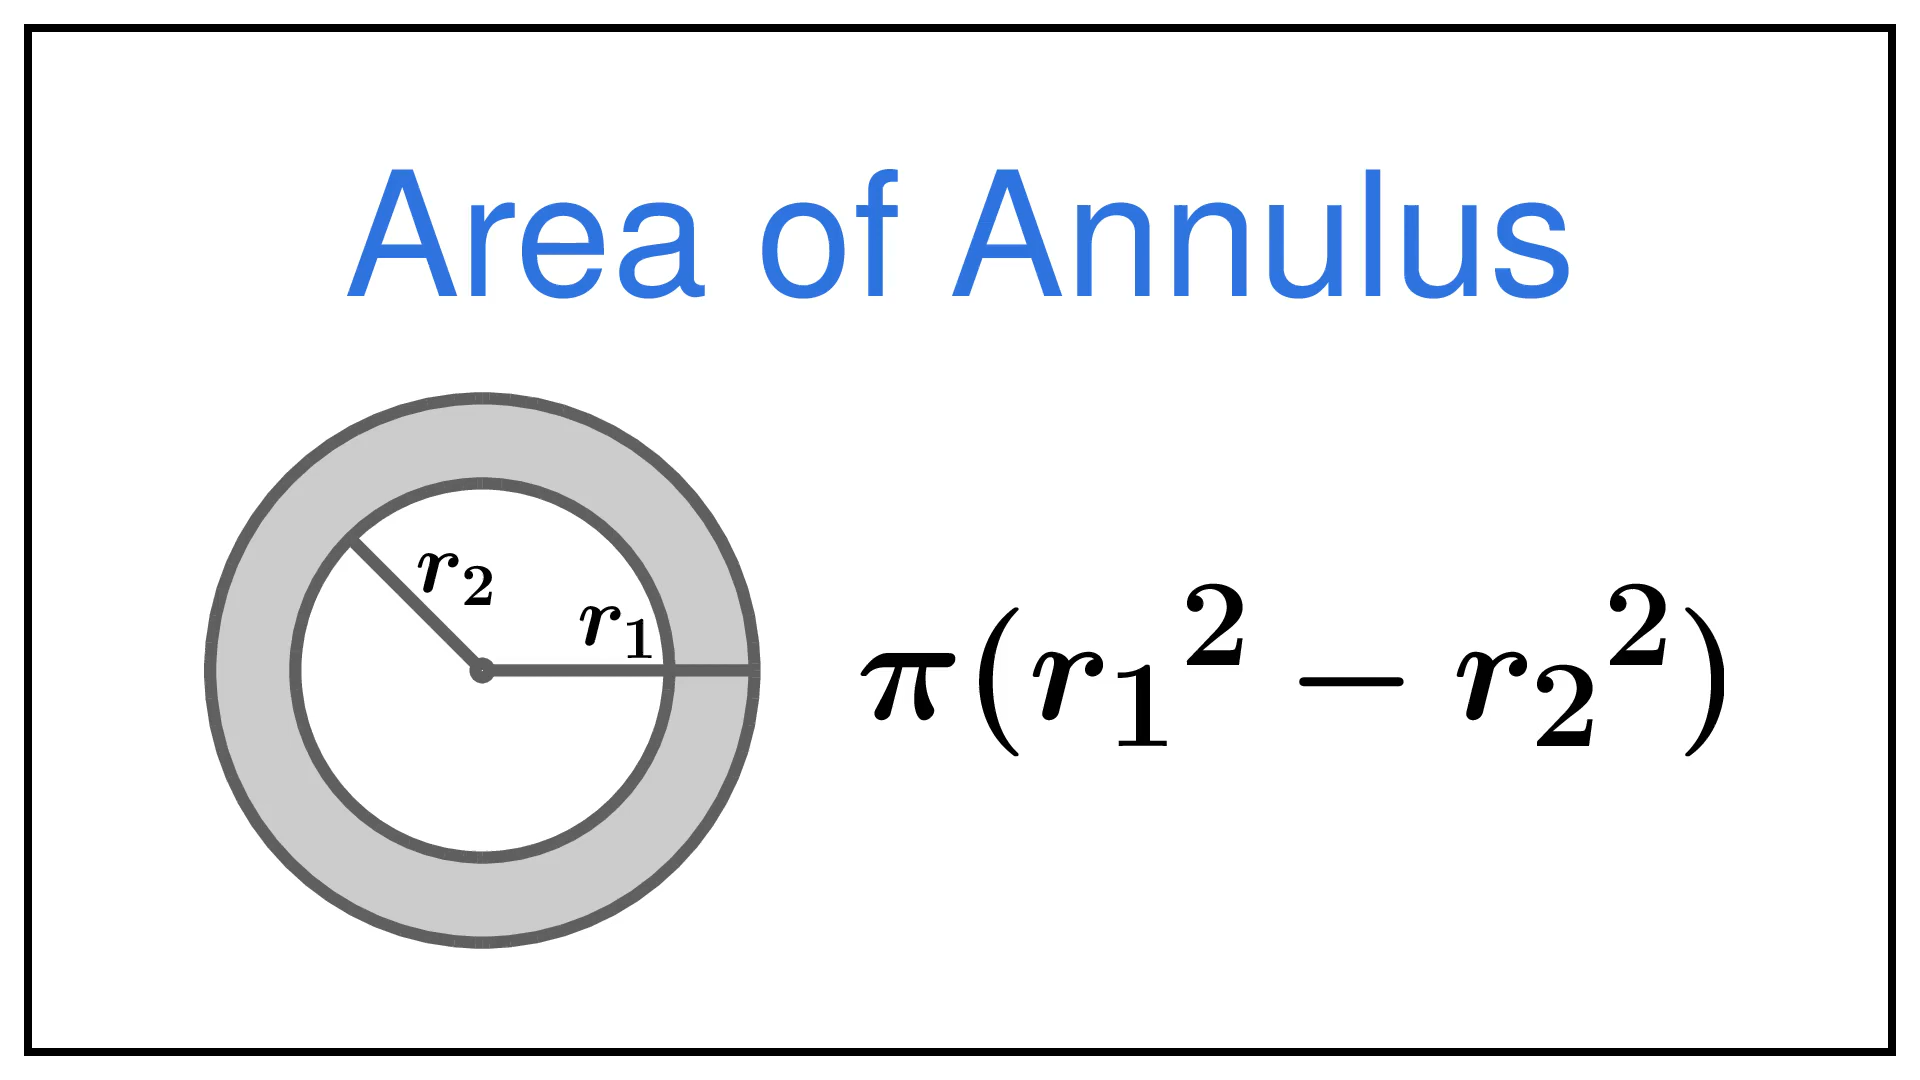 Area of Annulus
r₂
r₁
π(r₁² − r₂²)